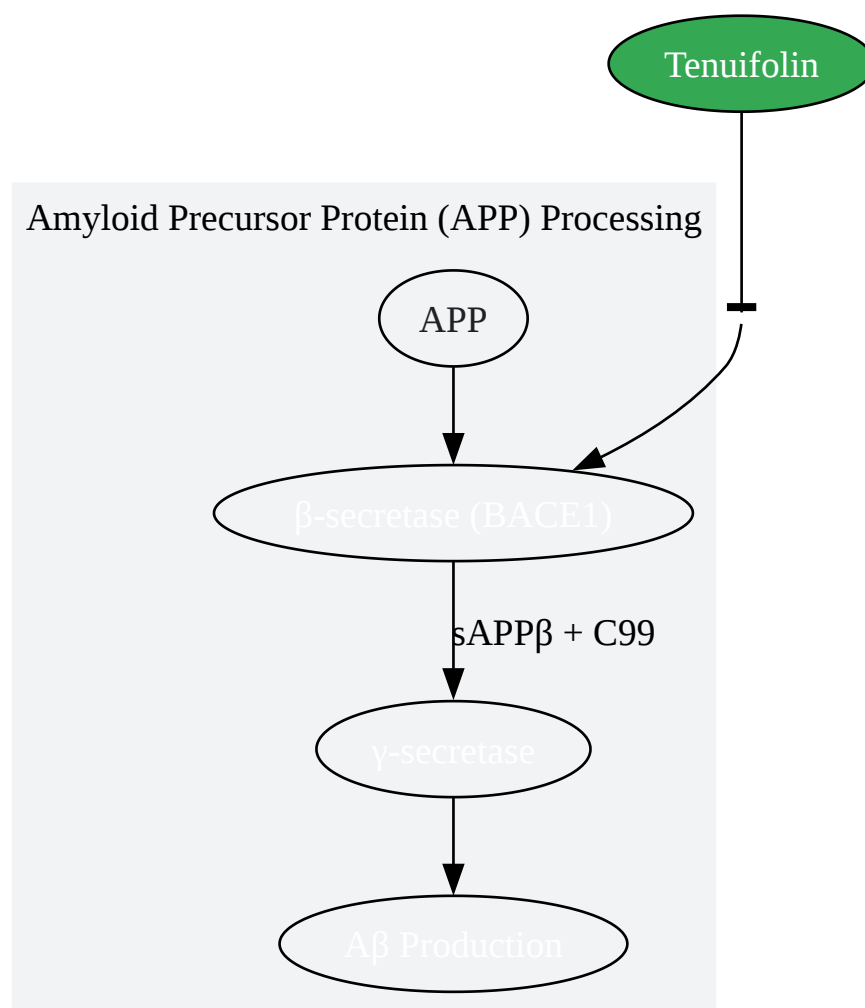 Tenuifolin
Amyloid Precursor Protein (APP) Processing
APP
β-secretase (BACE1)
sAPPβ + C99
γ-secretase
Aβ Production